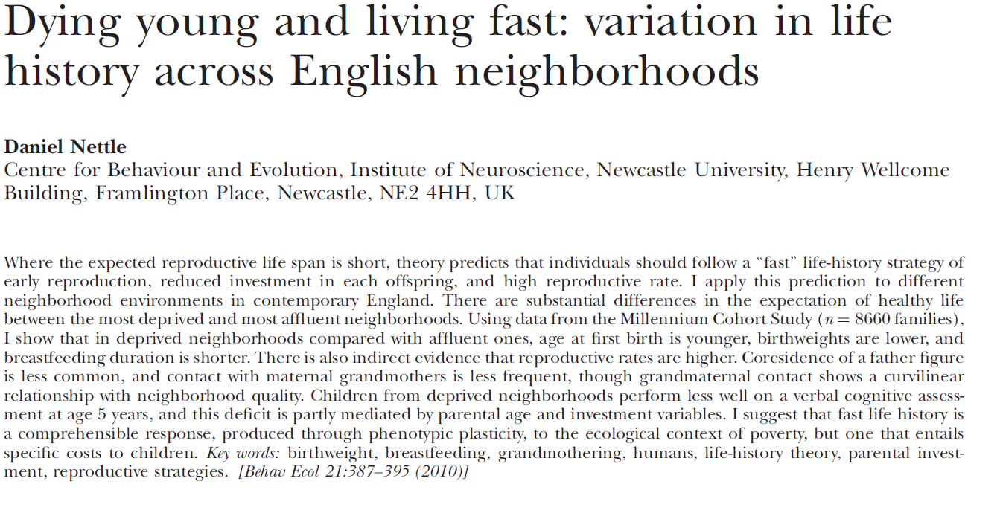 Dying young and living fast: variation in life
history across English neighborhoods
Daniel Nettle
Centre for Behaviour and Evolution, Institute of Neuroscience, Newcastle University, Henry Wellcome
Building, Framlington Place, Newcastle, NE2 4HH, UK
Where the expected reproductive life span is short, theory predicts that individuals should follow a “fast” life-history strategy of
early reproduction, reduced investment in each offspring, and high reproductive rate. I apply this prediction to different
neighborhood environments in contemporary England. There are substantial differences in the expectation of healthy life
between the most deprived and most affluent neighborhoods. Using data from the Millennium Cohort Study (n = 8660 families),
I show that in deprived neighborhoods compared with affluent ones, age at first birth is younger, birthweights are lower, and
breastfeeding duration is shorter. There is also indirect evidence that reproductive rates are higher. Coresidence of a father figure
is less common, and contact with maternal grandmothers is less frequent, though grandmaternal contact shows a curvilinear
relationship with neighborhood quality. Children from deprived neighborhoods perform less well on a verbal cognitive assess-
ment at age 5 years, and this deficit is partly mediated by parental age and investment variables. I suggest that fast life history is
a comprehensible response, produced through phenotypic plasticity, to the ecological context of poverty, but one that entails
specific costs to children. Key words: birthweight, breastfeeding, grandmothering, humans, life-history theory, parental invest-
ment, reproductive strategies. [Behav Ecol 21:387–395 (2010)]